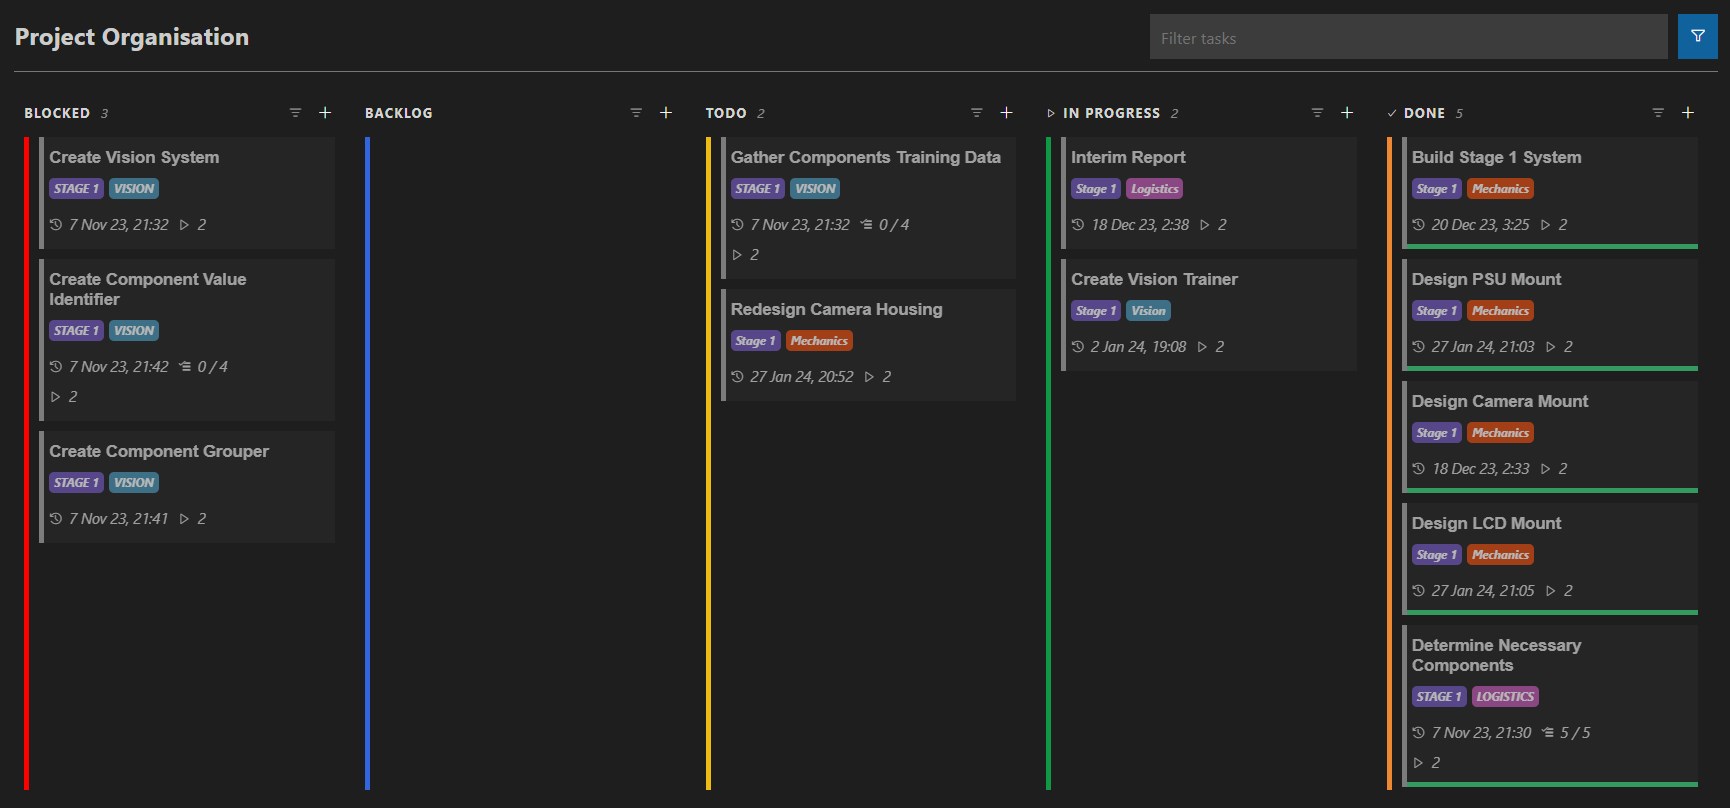 Project Organisation
Filter tasks
BLOCKED 3
Create Vision System
STAGE 1 VISION
7 Nov 23, 21:32 2
Create Component Value
Identifier
STAGE 1 VISION
7 Nov 23, 21:42 0 / 4
2
Create Component Grouper
STAGE 1 VISION
7 Nov 23, 21:41 2
BACKLOG
TODO 2
Gather Components Training Data
STAGE 1 VISION
7 Nov 23, 21:32 0 / 4
2
Redesign Camera Housing
Stage 1 Mechanics
27 Jan 24, 20:52 2
IN PROGRESS 2
Interim Report
Stage 1 Logistics
18 Dec 23, 2:38 2
Create Vision Trainer
Stage 1 Vision
2 Jan 24, 19:08 2
DONE 5
Build Stage 1 System
Stage 1 Mechanics
20 Dec 23, 3:25 2
Design PSU Mount
Stage 1 Mechanics
27 Jan 24, 21:03 2
Design Camera Mount
Stage 1 Mechanics
18 Dec 23, 2:33 2
Design LCD Mount
Stage 1 Mechanics
27 Jan 24, 21:05 2
Determine Necessary
Components
STAGE 1 LOGISTICS
7 Nov 23, 21:30 5 / 5
2